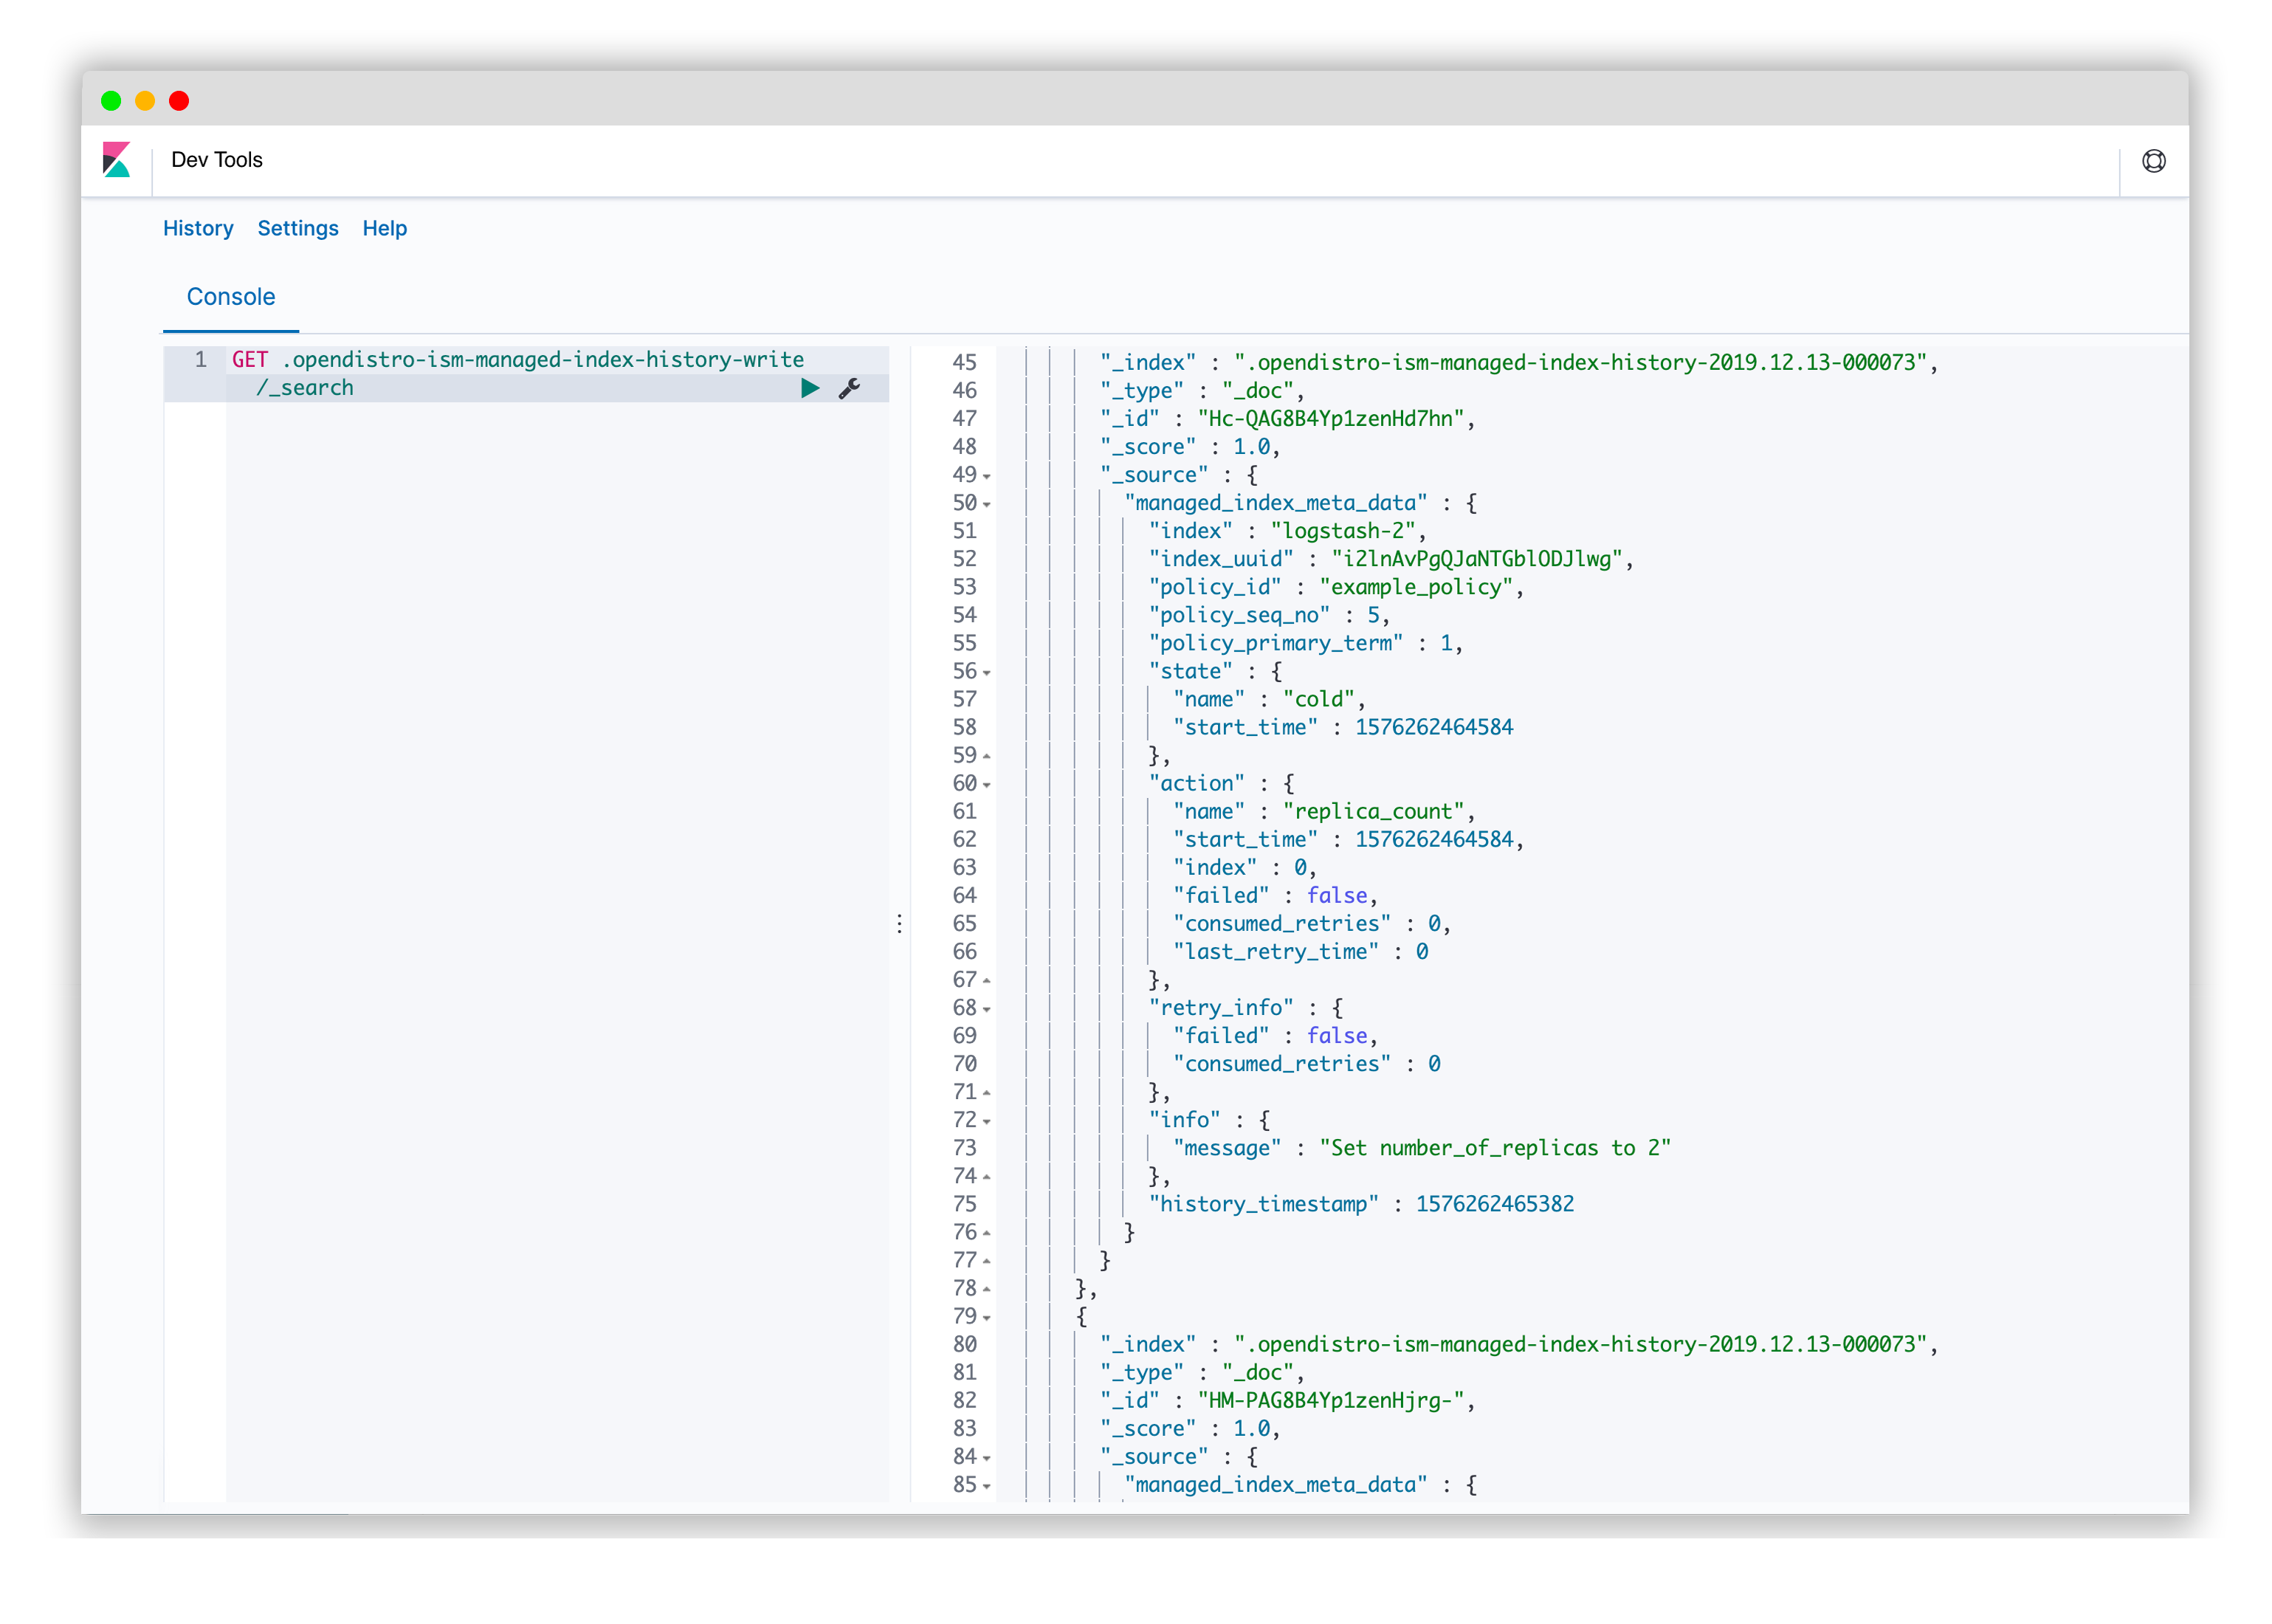 Dev Tools
History Settings Help
Console
1 GET .opendistro-ism-managed-index-history-write
/_search
45 "_index" : ".opendistro-ism-managed-index-history-2019.12.13-000073",
46 "_type" : "_doc",
47 "_id" : "Hc-QAG8B4Yp1zenHd7hn",
48 "_score" : 1.0,
49 "_source" : {
50 "managed_index_meta_data" : {
51 "index" : "logstash-2",
52 "index_uuid" : "i2lnAvPgQJaNTGblODJlwg",
53 "policy_id" : "example_policy",
54 "policy_seq_no" : 5,
55 "policy_primary_term" : 1,
56 "state" : {
57 "name" : "cold",
58 "start_time" : 1576262464584
59 },
60 "action" : {
61 "name" : "replica_count",
62 "start_time" : 1576262464584,
63 "index" : 0,
64 "failed" : false,
65 "consumed_retries" : 0,
66 "last_retry_time" : 0
67 },
68 "retry_info" : {
69 "failed" : false,
70 "consumed_retries" : 0
71 },
72 "info" : {
73 "message" : "Set number_of_replicas to 2"
74 },
75 "history_timestamp" : 1576262465382
76 }
77 }
78 },
79 {
80 "_index" : ".opendistro-ism-managed-index-history-2019.12.13-000073",
81 "_type" : "_doc",
82 "_id" : "HM-PAG8B4Yp1zenHjrg-",
83 "_score" : 1.0,
84 "_source" : {
85 "managed_index_meta_data" : {